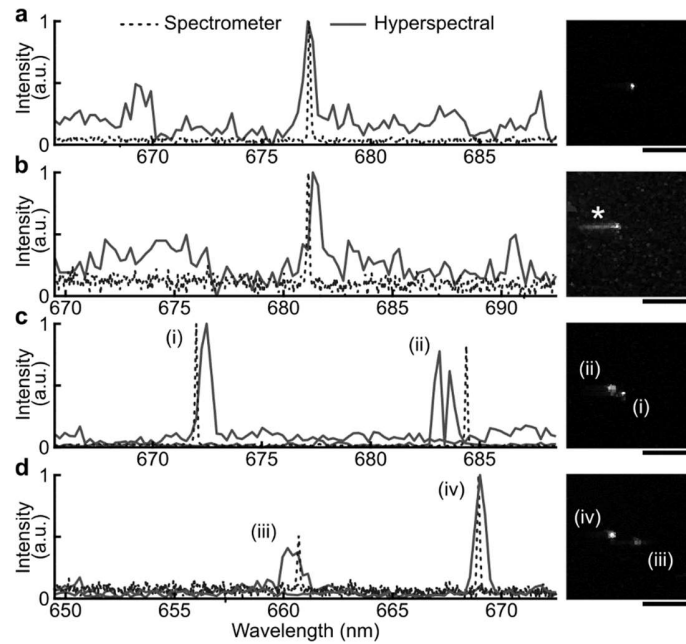 a
Spectrometer Hyperspectral
Intensity (a.u.)
1
0
670 675 680 685
b
*
Intensity (a.u.)
1
0
670 675 680 685 690
c
(i) (ii)
(ii)
(i)
Intensity (a.u.)
1
0
670 675 680 685
d
(iii) (iv)
(iv)
(iii)
Intensity (a.u.)
1
0
650 655 660 665 670
Wavelength (nm)